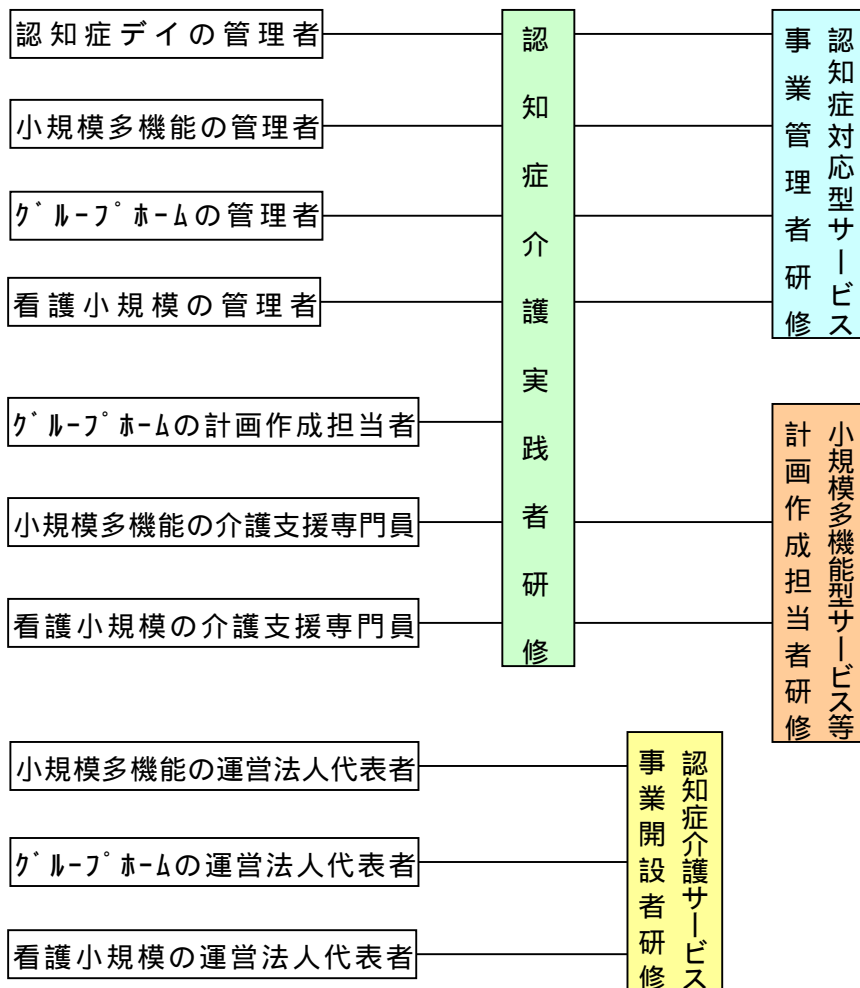 認知症デイの管理者
小規模多機能の管理者
ｸﾞﾙｰﾌﾟﾎｰﾑの管理者
看護小規模の管理者
ｸﾞﾙｰﾌﾟﾎｰﾑの計画作成担当者
小規模多機能の介護支援専門員
看護小規模の介護支援専門員
小規模多機能の運営法人代表者
ｸﾞﾙｰﾌﾟﾎｰﾑの運営法人代表者
看護小規模の運営法人代表者
認知症介護実践者研修
認知症対応型サービス
事業管理者研修
小規模多機能型サービス等
計画作成担当者研修
認知症介護サービス
事業開設者研修